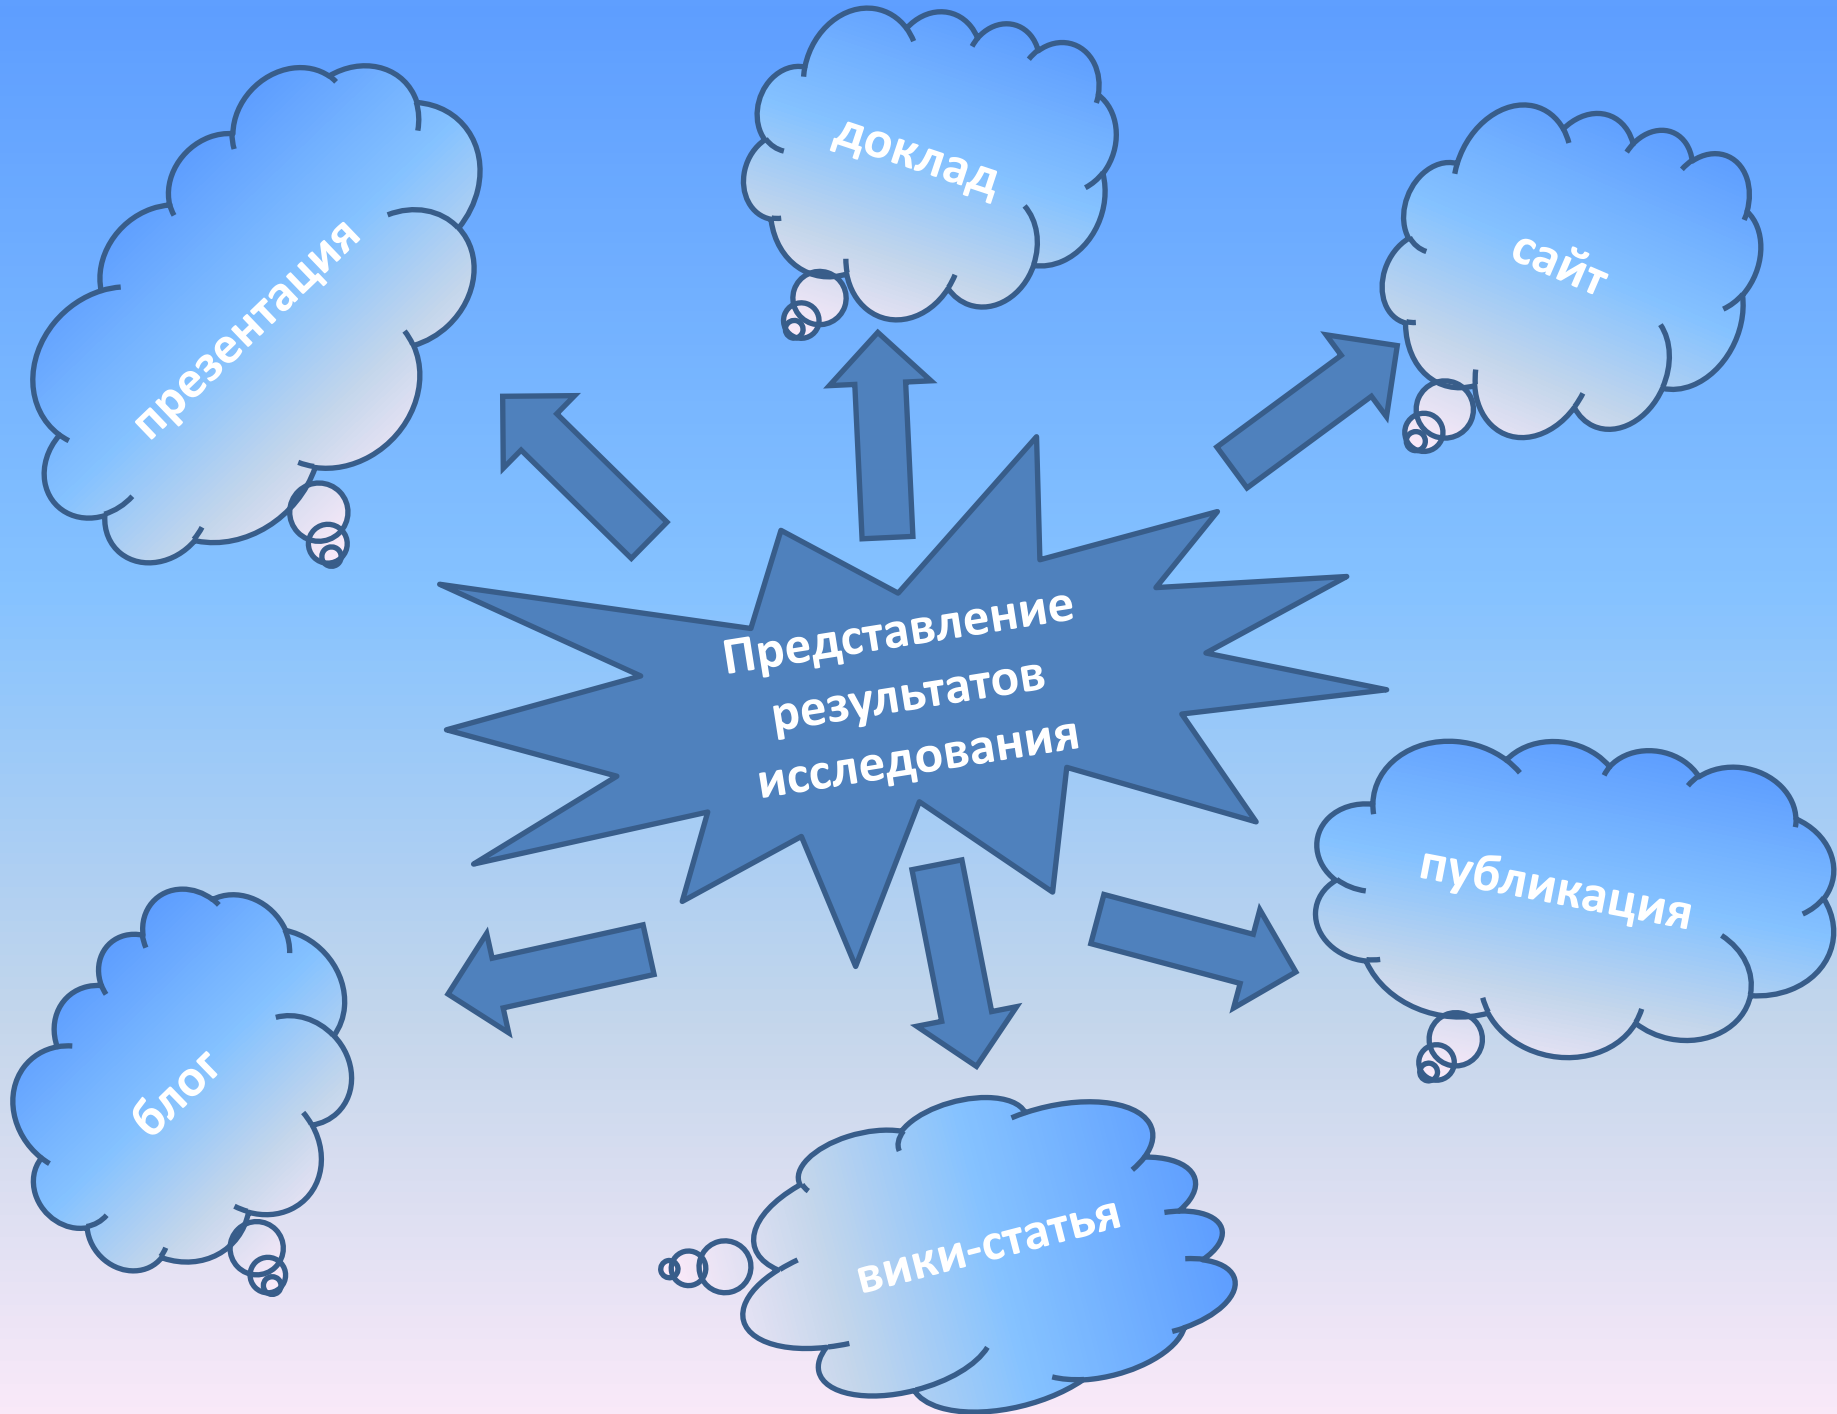 доклад
сайт
презентация
Представление
результатов
исследования
публикация
блог
вики-статья